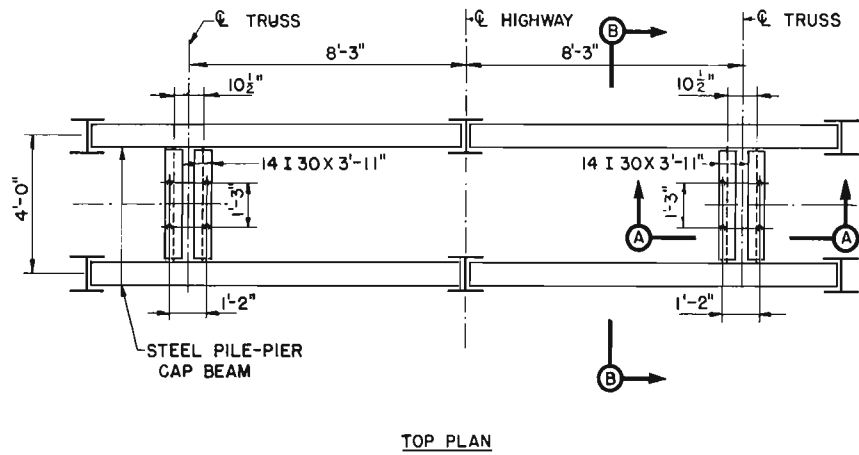 ℄ TRUSS
℄ HIGHWAY
℄ TRUSS
8'-3"
8'-3"
B
10½"
10½"
14 I 30 X 3'-11"
14 I 30 X 3'-11"
4'-0"
1'-3"
1'-3"
A
A
1'-2"
1'-2"
STEEL PILE-PIER
CAP BEAM
B
TOP PLAN